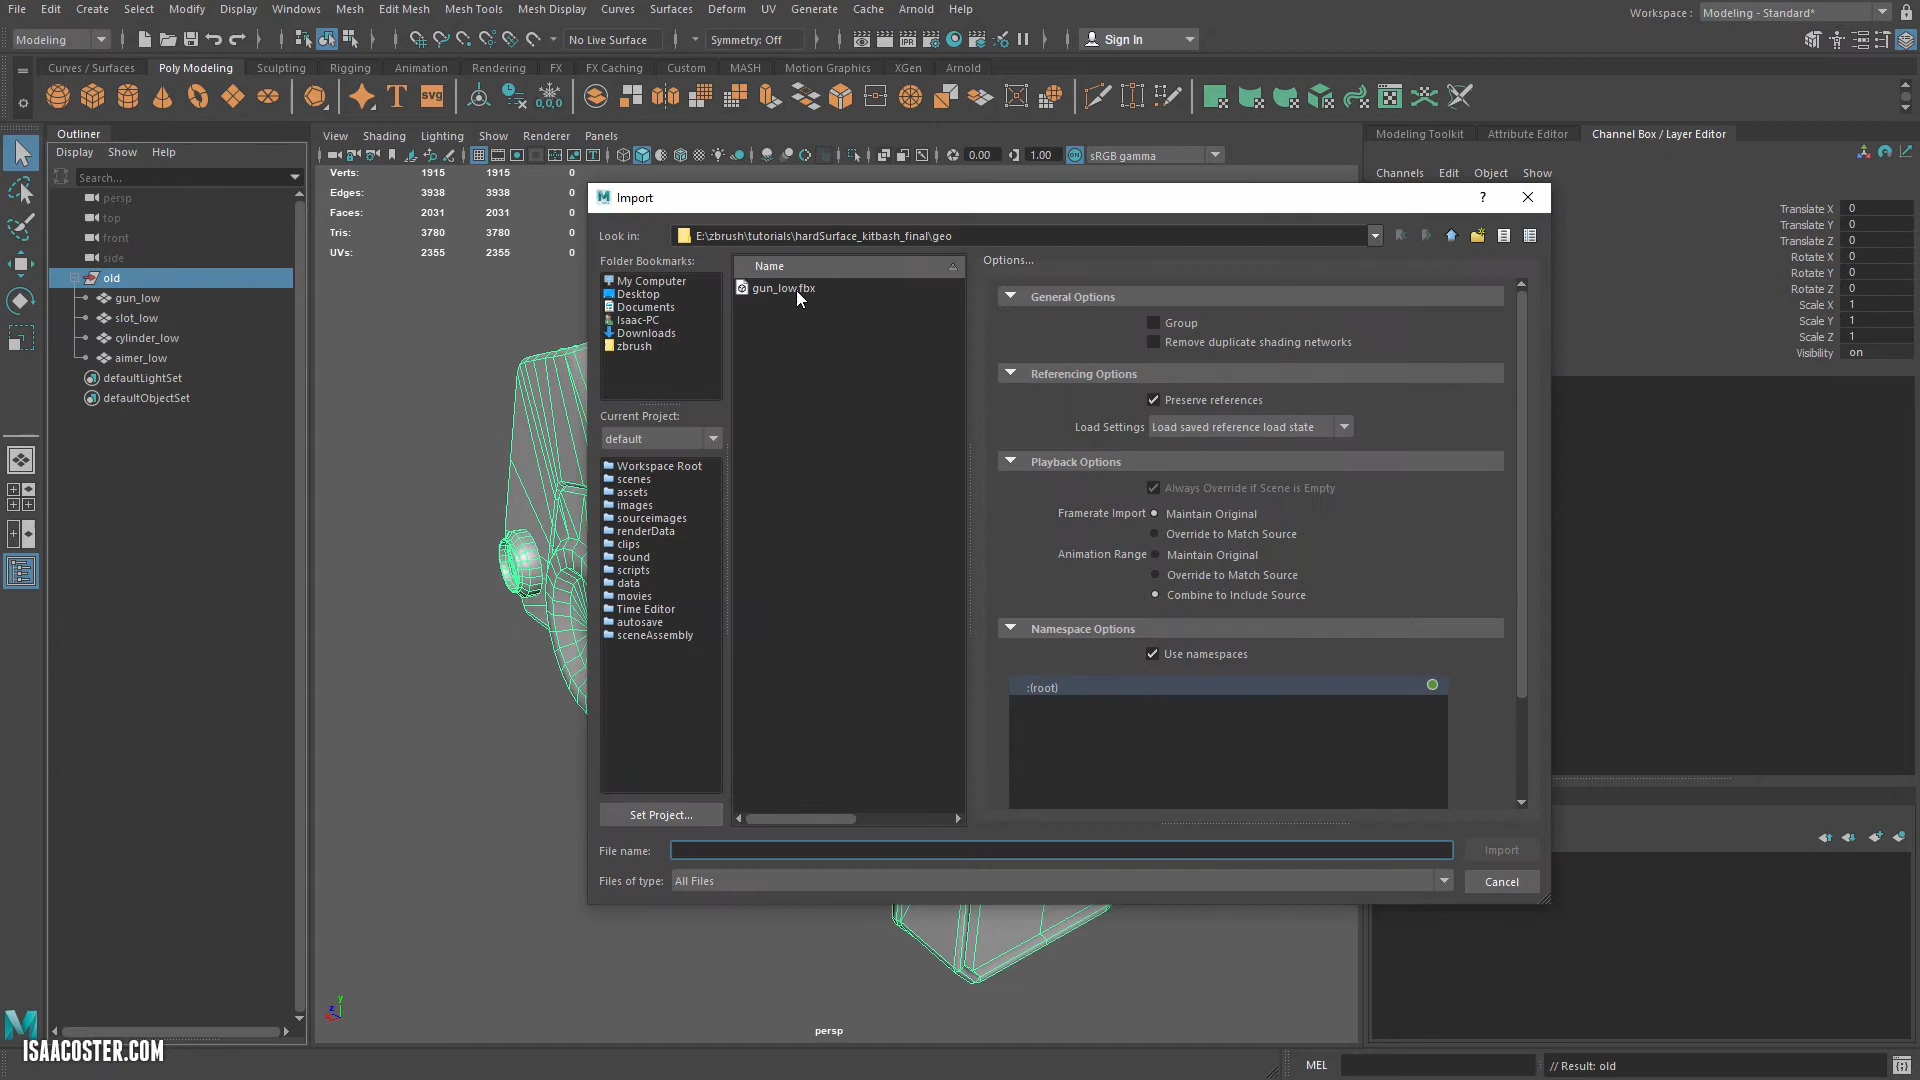 File Edit Create Select Modify Display Windows Mesh Edit Mesh Mesh Tools Mesh Display Curves Surfaces Deform UV Generate Cache Arnold Help
Workspace : Modeling - Standard*
Modeling No Live Surface Symmetry: Off IPR Sign In
Curves / Surfaces Poly Modeling Sculpting Rigging Animation Rendering FX FX Caching Custom MASH Motion Graphics XGen Arnold
T svg 0,0,0
Outliner
Display Show Help
Search...
persp
top
front
side
old
gun_low
slot_low
cylinder_low
aimer_low
defaultLightSet
defaultObjectSet
View Shading Lighting Show Renderer Panels
0.00 1.00 ON sRGB gamma
Verts: 1915 1915 0
Edges: 3938 3938 0
Faces: 2031 2031 0
Tris: 3780 3780 0
UVs: 2355 2355 0
Import ?
Look in: E:\zbrush\tutorials\hardSurface_kitbash_final\geo
Folder Bookmarks:
My Computer
Desktop
Documents
Isaac-PC
Downloads
zbrush
Current Project:
default
Workspace Root
scenes
assets
images
sourceimages
renderData
clips
sound
scripts
data
movies
Time Editor
autosave
sceneAssembly
Set Project...
Name
gun_low.fbx
Options...
General Options
Group
Remove duplicate shading networks
Referencing Options
Preserve references
Load Settings Load saved reference load state
Playback Options
Always Override if Scene is Empty
Framerate Import Maintain Original
Override to Match Source
Animation Range Maintain Original
Override to Match Source
Combine to Include Source
Namespace Options
Use namespaces
:(root)
File name: Import
Files of type: All Files Cancel
Modeling Toolkit Attribute Editor Channel Box / Layer Editor
Channels Edit Object Show
Translate X 0
Translate Y 0
Translate Z 0
Rotate X 0
Rotate Y 0
Rotate Z 0
Scale X 1
Scale Y 1
Scale Z 1
Visibility on
y
z
x
persp
M
ISAACOSTER.COM
MEL // Result: old